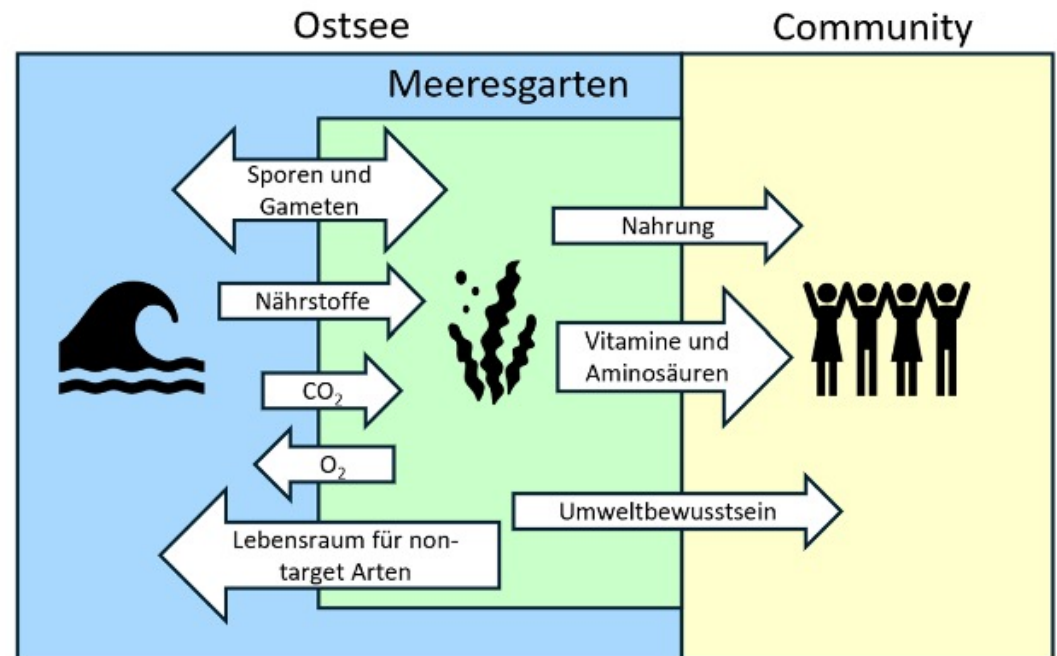 Ostsee
Community
Meeresgarten
Sporen und
Gameten
Nahrung
Nährstoffe
Vitamine und
Aminosäuren
CO₂
O₂
Umweltbewusstsein
Lebensraum für non-
target Arten